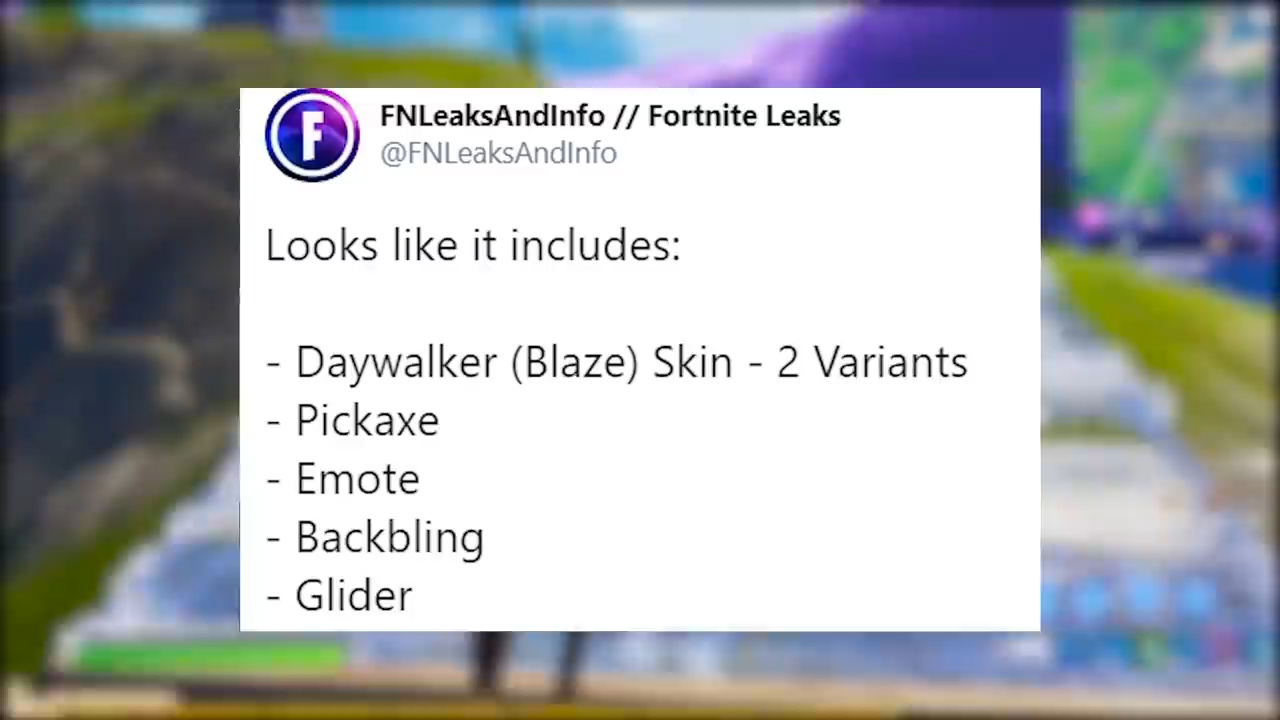 F
FNLeaksAndInfo // Fortnite Leaks
@FNLeaksAndInfo
Looks like it includes:
- Daywalker (Blaze) Skin - 2 Variants
- Pickaxe
- Emote
- Backbling
- Glider